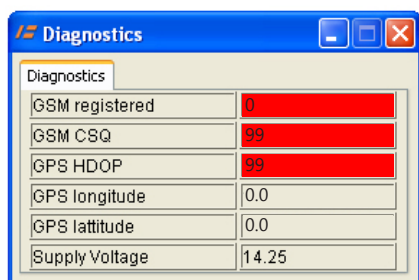 Diagnostics
Diagnostics
GSM registered 0
GSM CSQ 99
GPS HDOP 99
GPS longitude 0.0
GPS lattitude 0.0
Supply Voltage 14.25